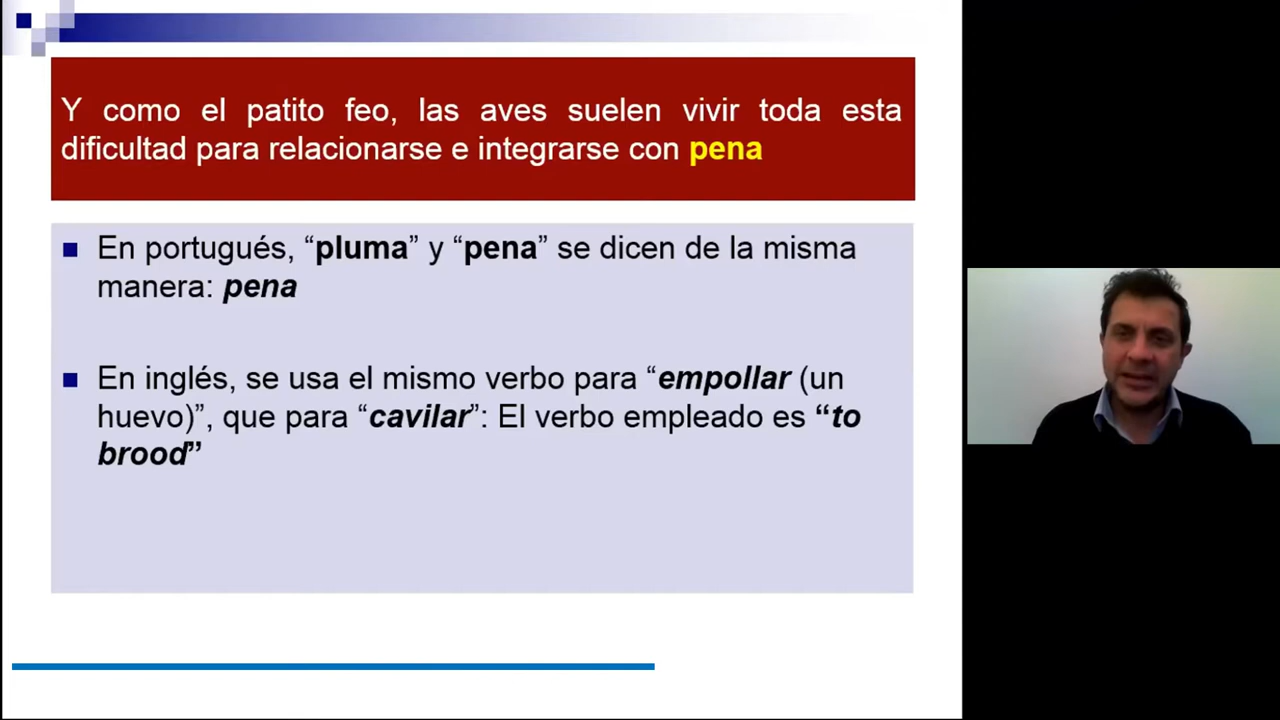 Y como el patito feo, las aves suelen vivir toda esta
dificultad para relacionarse e integrarse con pena
En portugués, “pluma” y “pena” se dicen de la misma
manera: pena
En inglés, se usa el mismo verbo para “empollar (un
huevo)”, que para “cavilar”: El verbo empleado es “to
brood”